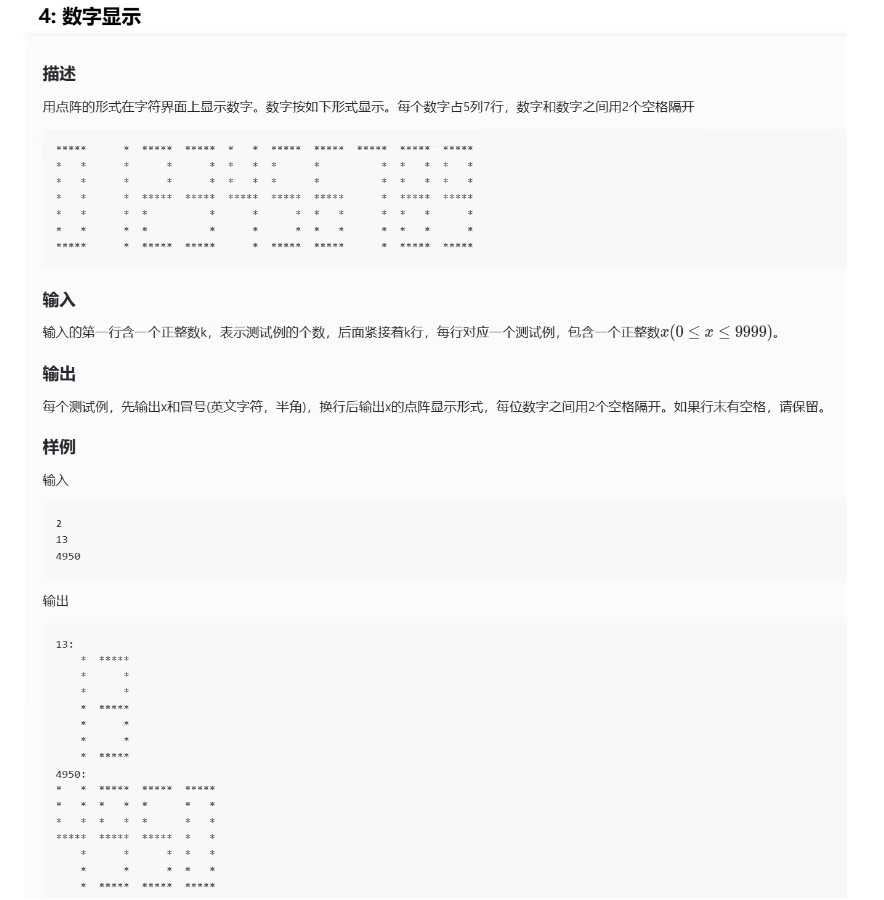 4: 数字显示
描述
用点阵的形式在字符界面上显示数字。数字按如下形式显示。每个数字占5列7行，数字和数字之间用2个空格隔开
*****      *  *****  *****  *   *  *****  *****  *****  *****  *****
*   *      *      *      *  *   *  *      *          *  *   *  *   *
*   *      *      *      *  *   *  *      *          *  *   *  *   *
*   *      *  *****  *****  *****  *****  *****      *  *****  *****
*   *      *  *          *      *      *  *   *      *  *   *      *
*   *      *  *          *      *      *  *   *      *  *   *      *
*****      *  *****  *****      *  *****  *****      *  *****  *****
输入
输入的第一行含一个正整数k，表示测试例的个数，后面紧接着k行，每行对应一个测试例，包含一个正整数x(0 ≤ x ≤ 9999)。
输出
每个测试例，先输出x和冒号(英文字符，半角)，换行后输出x的点阵显示形式，每位数字之间用2个空格隔开。如果行末有空格，请保留。
样例
输入
2
13
4950
输出
13:
    *  *****
    *      *
    *      *
    *  *****
    *      *
    *      *
    *  *****
4950:
*   *  *****  *****  *****
*   *  *   *  *      *   *
*   *  *   *  *      *   *
*****  *****  *****  *   *
    *      *      *  *   *
    *      *      *  *   *
    *  *****  *****  *****